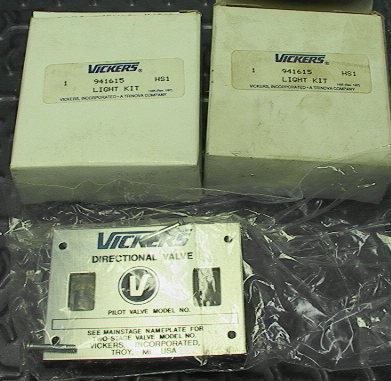 VICKERS®
1 941615 HS1
LIGHT KIT
VICKERS, INCORPORATED • A TRINOVA COMPANY
VICKERS®
1 941615 HS1
LIGHT KIT
VICKERS, INCORPORATED • A TRINOVA COMPANY
VICKERS
DIRECTIONAL VALVE
V
PILOT VALVE MODEL NO.
SEE MAINSTAGE NAMEPLATE FOR
TWO-STAGE VALVE MODEL NO.
VICKERS, INCORPORATED,
TROY, MI. USA